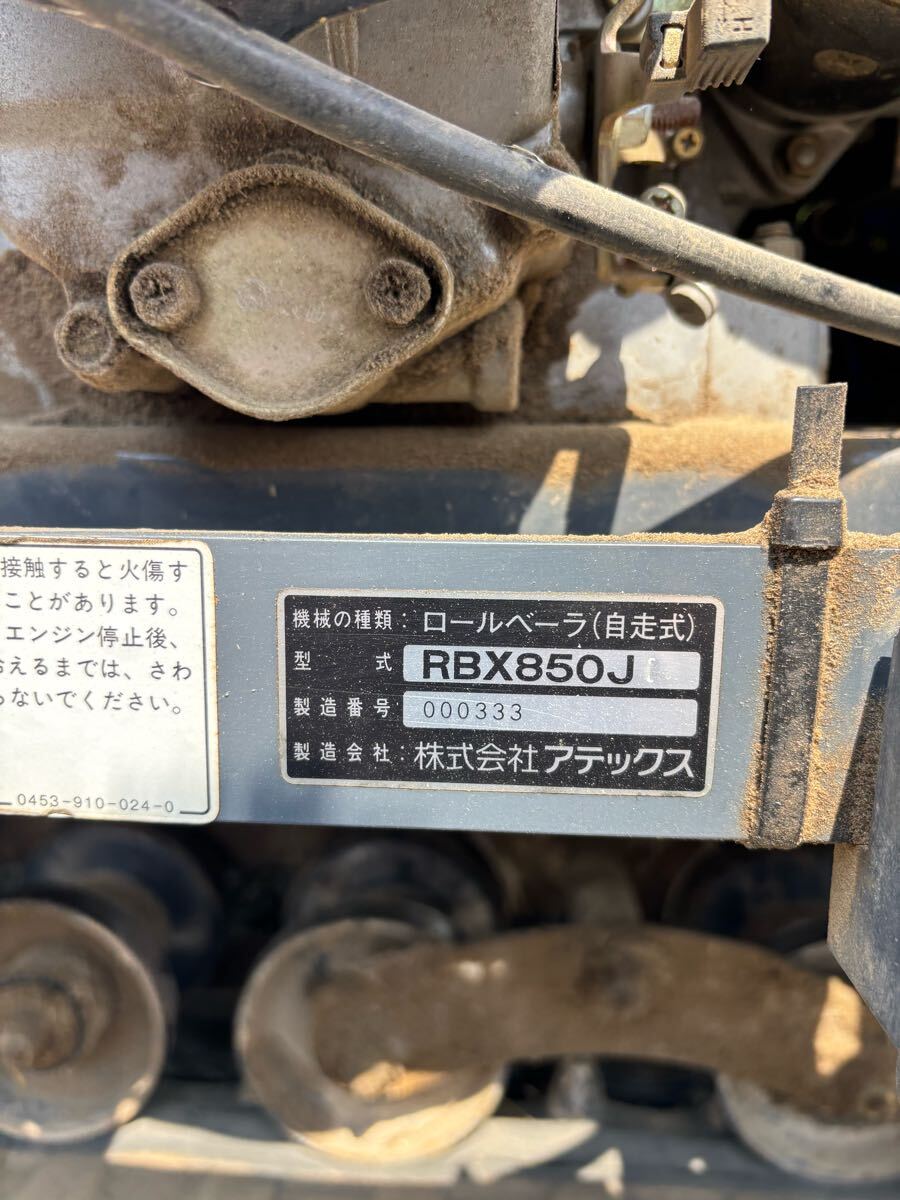 接触すると火傷す
ことがあります。
エンジン停止後、
えるまでは、さわ
ないでください。
0453-910-024-0
機械の種類：ロールベーラ(自走式)
型式 RBX850J
製造番号 000333
製造会社：株式会社アテックス
H